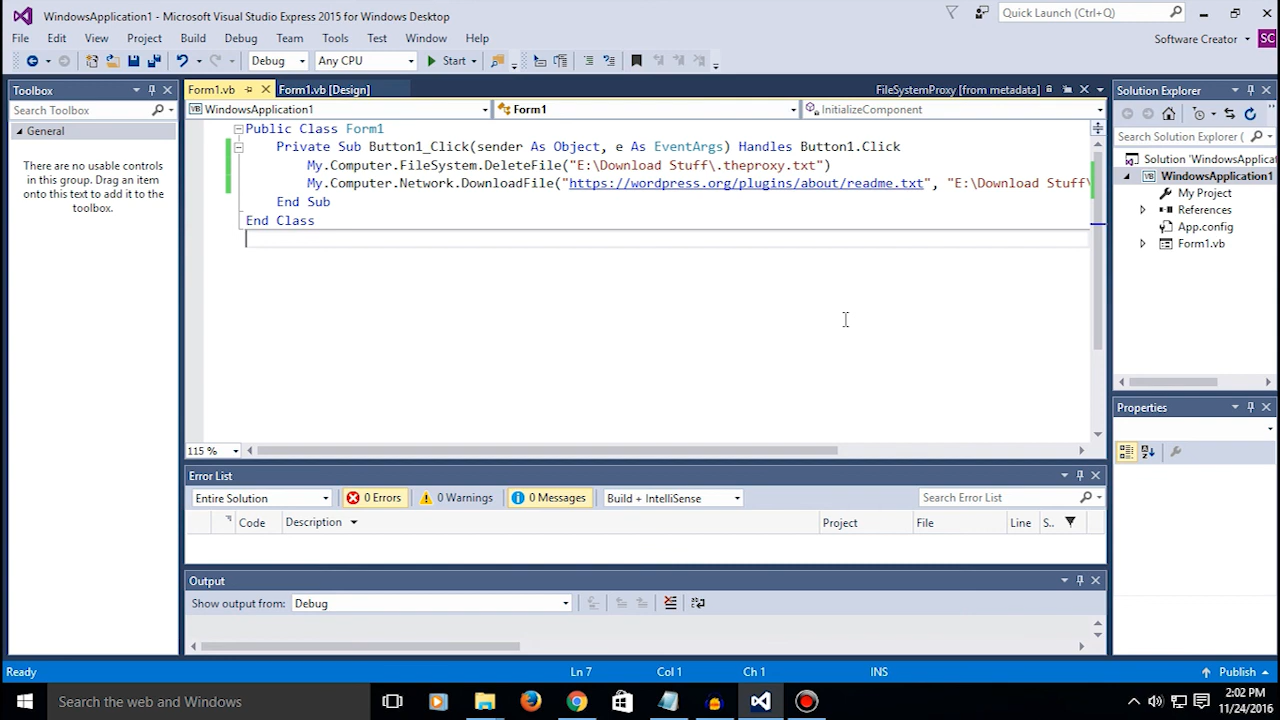 WindowsApplication1 - Microsoft Visual Studio Express 2015 for Windows Desktop
Quick Launch (Ctrl+Q)
File Edit View Project Build Debug Team Tools Test Window Help
Software Creator SC
Debug Any CPU Start
Toolbox
Search Toolbox
General
There are no usable controls
in this group. Drag an item
onto this text to add it to the
toolbox.
Form1.vb Form1.vb [Design] FileSystemProxy [from metadata]
VB WindowsApplication1 Form1 InitializeComponent
Public Class Form1
Private Sub Button1_Click(sender As Object, e As EventArgs) Handles Button1.Click
My.Computer.FileSystem.DeleteFile("E:\Download Stuff\.theproxy.txt")
My.Computer.Network.DownloadFile("https://wordpress.org/plugins/about/readme.txt", "E:\Download Stuff\
End Sub
End Class
115 %
Solution Explorer
Search Solution Explorer (
Solution 'WindowsApplicat
VB WindowsApplication1
My Project
References
App.config
Form1.vb
Properties
Error List
Entire Solution 0 Errors 0 Warnings 0 Messages Build + IntelliSense Search Error List
Code Description Project File Line S..
Output
Show output from: Debug
Ready Ln 7 Col 1 Ch 1 INS Publish
Search the web and Windows
2:02 PM
11/24/2016